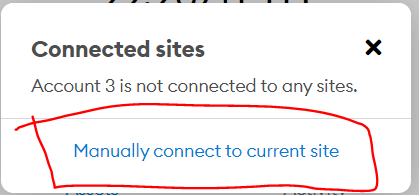 Connected sites
Account 3 is not connected to any sites.
Manually connect to current site